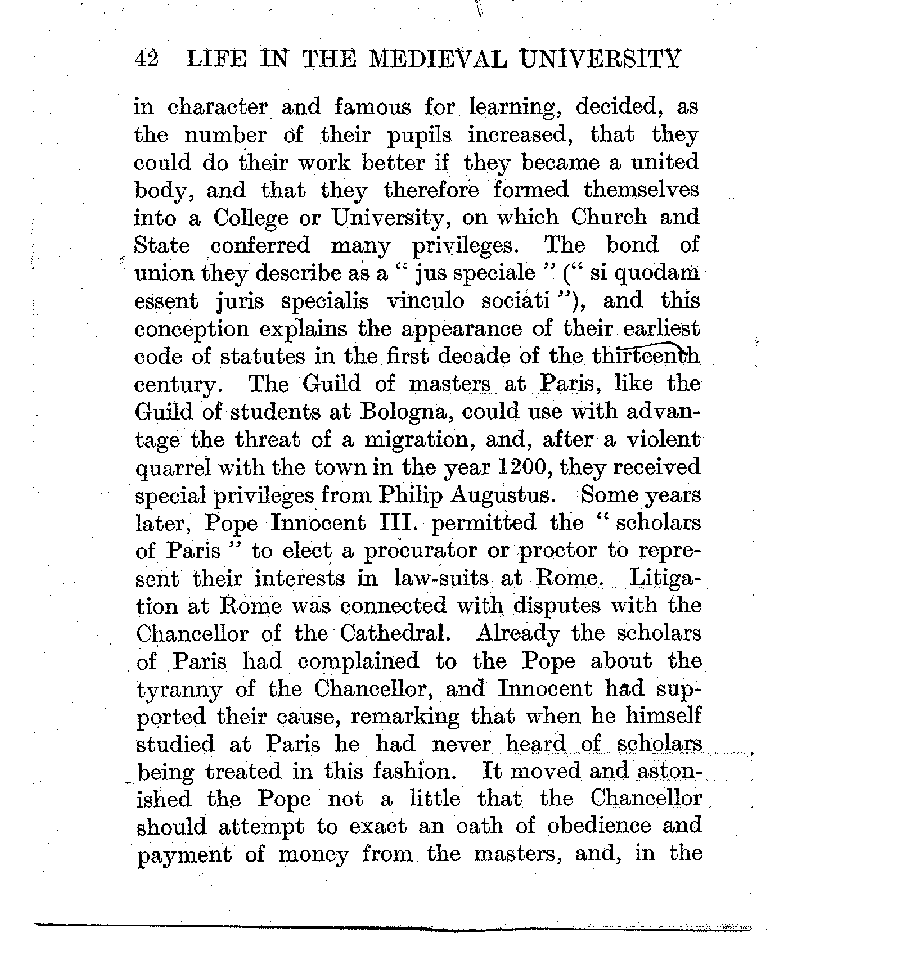 42 LIFE IN THE MEDIEVAL UNIVERSITY
in character and famous for learning, decided, as
the number of their pupils increased, that they
could do their work better if they became a united
body, and that they therefore formed themselves
into a College or University, on which Church and
State conferred many privileges. The bond of
union they describe as a “ jus speciale ” (“ si quodam
essent juris specialis vinculo sociati ”), and this
conception explains the appearance of their earliest
code of statutes in the first decade of the thirteenth
century. The Guild of masters at Paris, like the
Guild of students at Bologna, could use with advan-
tage the threat of a migration, and, after a violent
quarrel with the town in the year 1200, they received
special privileges from Philip Augustus. Some years
later, Pope Innocent III. permitted the “ scholars
of Paris ” to elect a procurator or proctor to repre-
sent their interests in law-suits at Rome. Litiga-
tion at Rome was connected with disputes with the
Chancellor of the Cathedral. Already the scholars
of Paris had complained to the Pope about the
tyranny of the Chancellor, and Innocent had sup-
ported their cause, remarking that when he himself
studied at Paris he had never heard of scholars
being treated in this fashion. It moved and aston-
ished the Pope not a little that the Chancellor
should attempt to exact an oath of obedience and
payment of money from the masters, and, in the